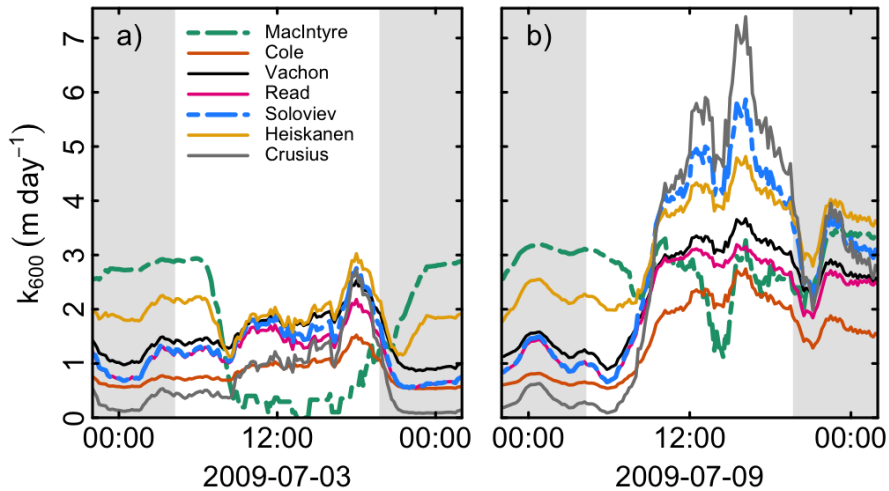 a)
b)
MacIntyre
Cole
Vachon
Read
Soloviev
Heiskanen
Crusius
k600 (m day−1)
7
6
5
4
3
2
1
0
00:00 12:00 00:00 00:00 12:00 00:00
2009-07-03 2009-07-09